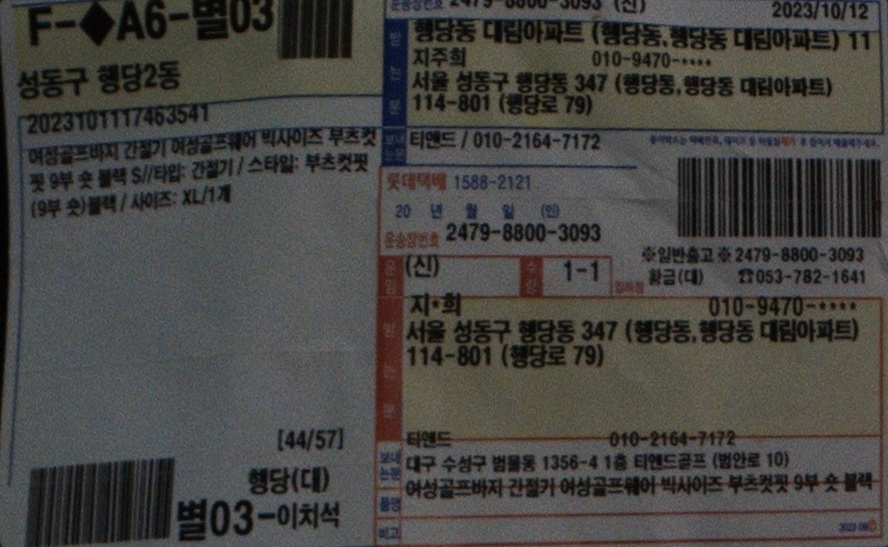 F-◆A6-별03
성동구 행당2동
2023101117463541
여성골프바지 간절기 여성골프웨어 빅사이즈 부츠컷
핏 9부 숏 블랙 S//타입: 간절기 / 스타일: 부츠컷핏
(9부 숏)블랙 / 사이즈: XL/1개
[44/57]
행당(대)
별03-이치석
운송장번호 2479-8800-3093 (신) 2023/10/12
받는분
행당동 대림아파트 (행당동,행당동 대림아파트) 11
지주희 010-9470-****
서울 성동구 행당동 347 (행당동,행당동 대림아파트)
114-801 (행당로 79)
티앤드 / 010-2164-7172
롯데택배 1588-2121
20 년 월 일 (인)
운송장번호 2479-8800-3093
※일반출고※ 2479-8800-3093
황금(대) ☎053-782-1641
운임 (신) 수량 1-1 집하점
받는분
지*희 010-9470-****
서울 성동구 행당동 347 (행당동,행당동 대림아파트)
114-801 (행당로 79)
티앤드 010-2164-7172
보내는분 대구 수성구 범물동 1356-4 1층 티앤드골프 (범안로 10)
품명 여성골프바지 간절기 여성골프웨어 빅사이즈 부츠컷핏 9부 숏 블랙
비고